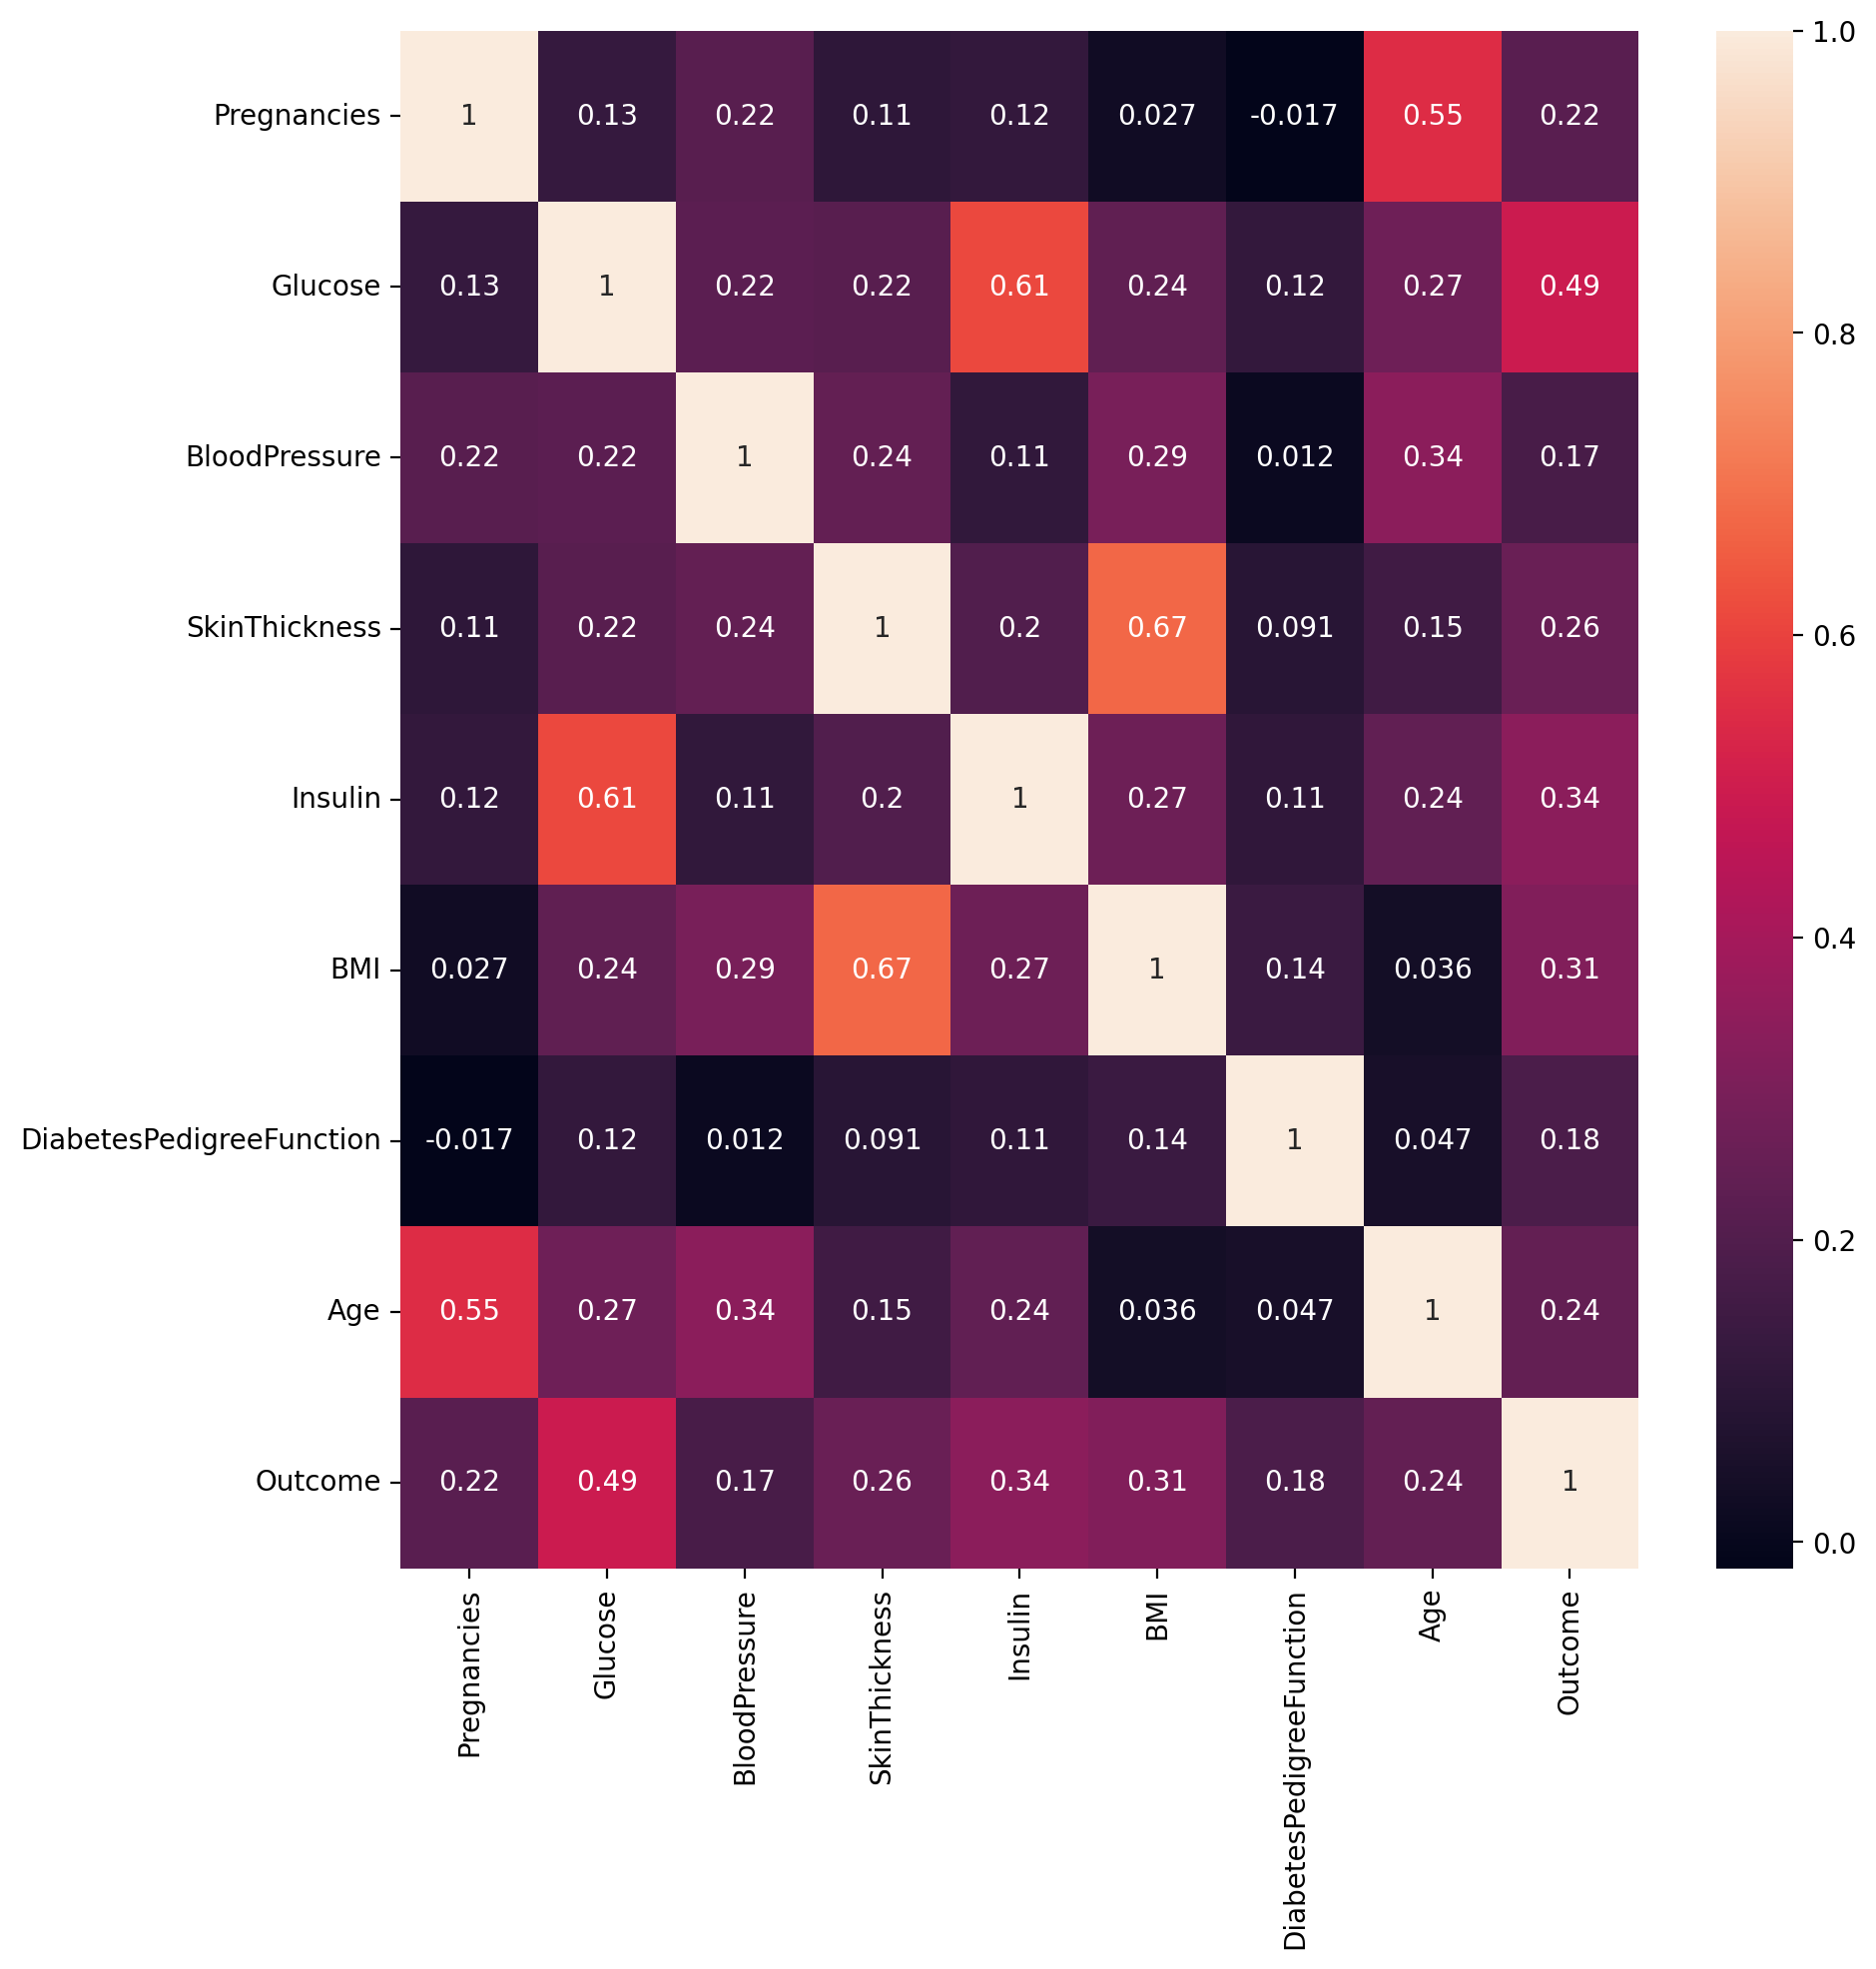 1.0
Pregnancies 1 0.13 0.22 0.11 0.12 0.027 -0.017 0.55 0.22
Glucose 0.13 1 0.22 0.22 0.61 0.24 0.12 0.27 0.49
0.8
BloodPressure 0.22 0.22 1 0.24 0.11 0.29 0.012 0.34 0.17
SkinThickness 0.11 0.22 0.24 1 0.2 0.67 0.091 0.15 0.26
0.6
Insulin 0.12 0.61 0.11 0.2 1 0.27 0.11 0.24 0.34
0.4
BMI 0.027 0.24 0.29 0.67 0.27 1 0.14 0.036 0.31
DiabetesPedigreeFunction -0.017 0.12 0.012 0.091 0.11 0.14 1 0.047 0.18
0.2
Age 0.55 0.27 0.34 0.15 0.24 0.036 0.047 1 0.24
Outcome 0.22 0.49 0.17 0.26 0.34 0.31 0.18 0.24 1
0.0
Pregnancies
Glucose
BloodPressure
SkinThickness
Insulin
BMI
DiabetesPedigreeFunction
Age
Outcome